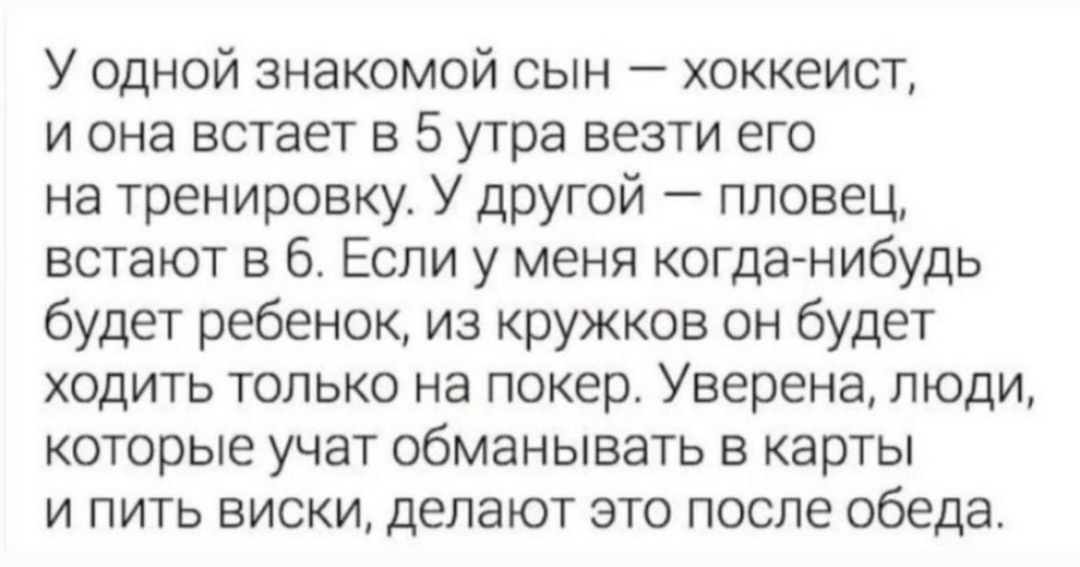 У одной знакомой сын — хоккеист,
и она встает в 5 утра везти его
на тренировку. У другой — пловец,
встают в 6. Если у меня когда-нибудь
будет ребенок, из кружков он будет
ходить только на покер. Уверена, люди,
которые учат обманывать в карты
и пить виски, делают это после обеда.